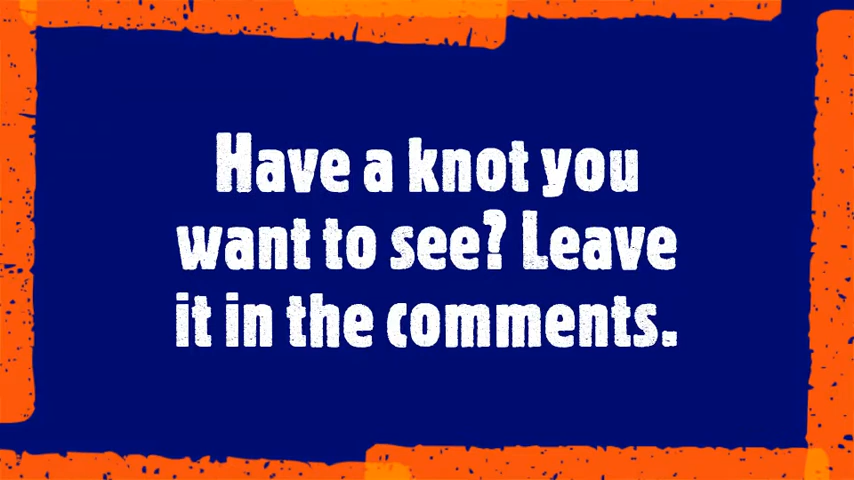 Have a knot you
want to see? Leave
it in the comments.